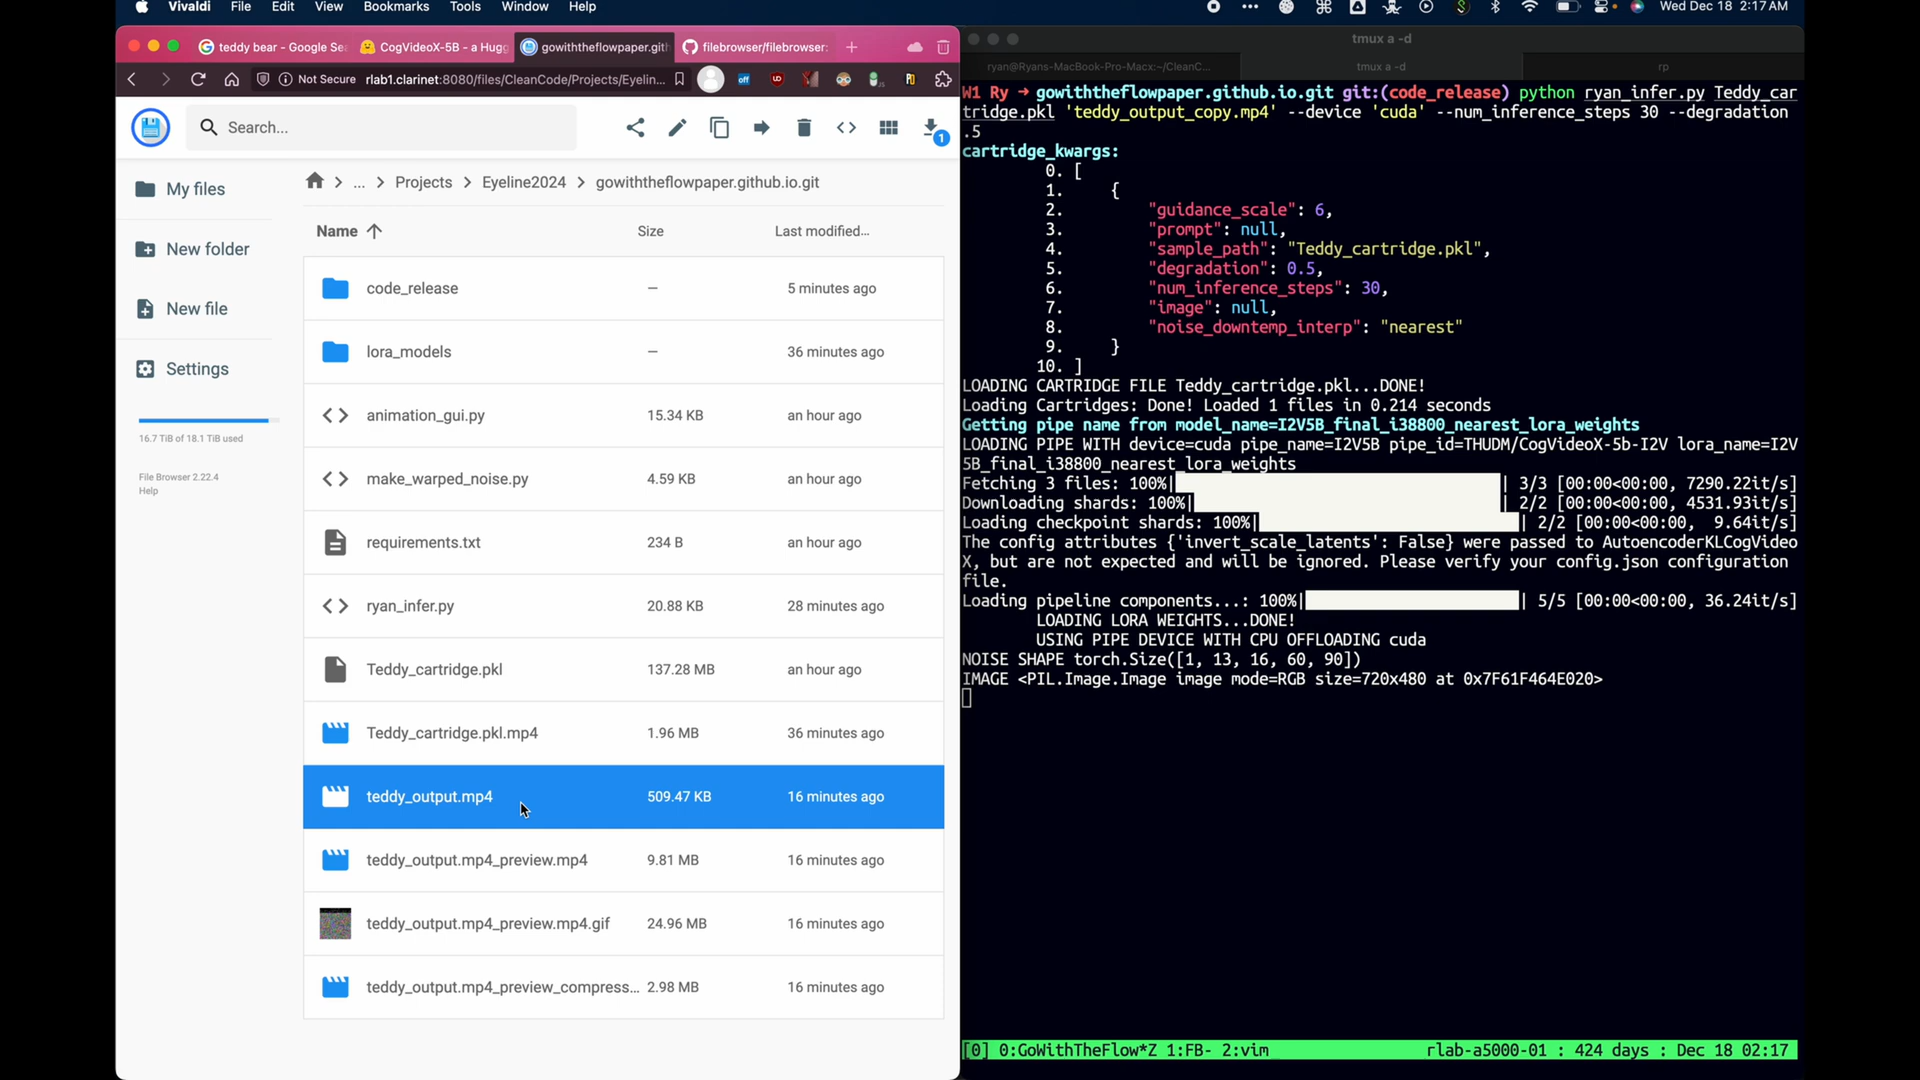 Vivaldi File Edit View Bookmarks Tools Window Help
Wed Dec 18 2:17 AM
teddy bear - Google Se
CogVideoX-5B - a Hugg
gowiththeflowpaper.gith
filebrowser/filebrowser:
Not Secure rlab1.clarinet:8080/files/CleanCode/Projects/Eyelin...
off
Search...
1
My files
New folder
New file
Settings
16.7 TiB of 18.1 TiB used
File Browser 2.22.4
Help
... > Projects > Eyeline2024 > gowiththeflowpaper.github.io.git
Name Size Last modified...
code_release — 5 minutes ago
lora_models — 36 minutes ago
animation_gui.py 15.34 KB an hour ago
make_warped_noise.py 4.59 KB an hour ago
requirements.txt 234 B an hour ago
ryan_infer.py 20.88 KB 28 minutes ago
Teddy_cartridge.pkl 137.28 MB an hour ago
Teddy_cartridge.pkl.mp4 1.96 MB 36 minutes ago
teddy_output.mp4 509.47 KB 16 minutes ago
teddy_output.mp4_preview.mp4 9.81 MB 16 minutes ago
teddy_output.mp4_preview.mp4.gif 24.96 MB 16 minutes ago
teddy_output.mp4_preview_compress... 2.98 MB 16 minutes ago
tmux a -d
ryan@Ryans-MacBook-Pro-Macx:~/CleanC... tmux a -d rp
W1 Ry → gowiththeflowpaper.github.io.git git:(code_release) python ryan_infer.py Teddy_car
tridge.pkl 'teddy_output_copy.mp4' --device 'cuda' --num_inference_steps 30 --degradation
.5
cartridge_kwargs:
0. [
1. {
2. "guidance_scale": 6,
3. "prompt": null,
4. "sample_path": "Teddy_cartridge.pkl",
5. "degradation": 0.5,
6. "num_inference_steps": 30,
7. "image": null,
8. "noise_downtemp_interp": "nearest"
9. }
10. ]
LOADING CARTRIDGE FILE Teddy_cartridge.pkl...DONE!
Loading Cartridges: Done! Loaded 1 files in 0.214 seconds
Getting pipe name from model_name=I2V5B_final_i38800_nearest_lora_weights
LOADING PIPE WITH device=cuda pipe_name=I2V5B pipe_id=THUDM/CogVideoX-5b-I2V lora_name=I2V
5B_final_i38800_nearest_lora_weights
Fetching 3 files: 100%| | 3/3 [00:00<00:00, 7290.22it/s]
Downloading shards: 100%| | 2/2 [00:00<00:00, 4531.93it/s]
Loading checkpoint shards: 100%| | 2/2 [00:00<00:00, 9.64it/s]
The config attributes {'invert_scale_latents': False} were passed to AutoencoderKLCogVideo
X, but are not expected and will be ignored. Please verify your config.json configuration
file.
Loading pipeline components...: 100%| | 5/5 [00:00<00:00, 36.24it/s]
LOADING LORA WEIGHTS...DONE!
USING PIPE DEVICE WITH CPU OFFLOADING cuda
NOISE SHAPE torch.Size([1, 13, 16, 60, 90])
IMAGE <PIL.Image.Image image mode=RGB size=720x480 at 0x7F61F464E020>
[0] 0:GoWithTheFlow*Z 1:FB- 2:vim rlab-a5000-01 : 424 days : Dec 18 02:17